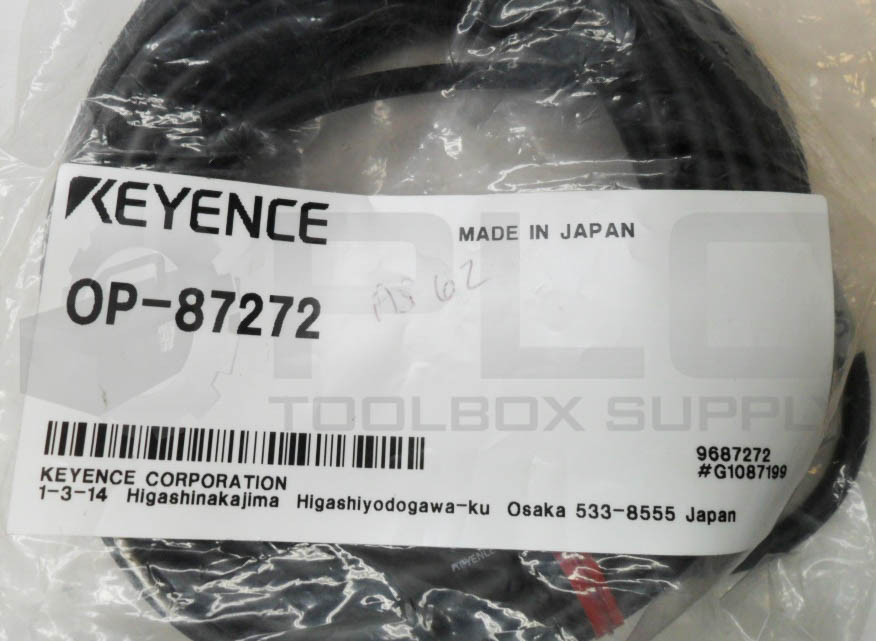 KEYENCE
MADE IN JAPAN
OP-87272
PLC
TOOLBOX SUPPLY
9687272
#G1087199
KEYENCE CORPORATION
1-3-14 Higashinakajima Higashiyodogawa-ku Osaka 533-8555 Japan
KEYENCE